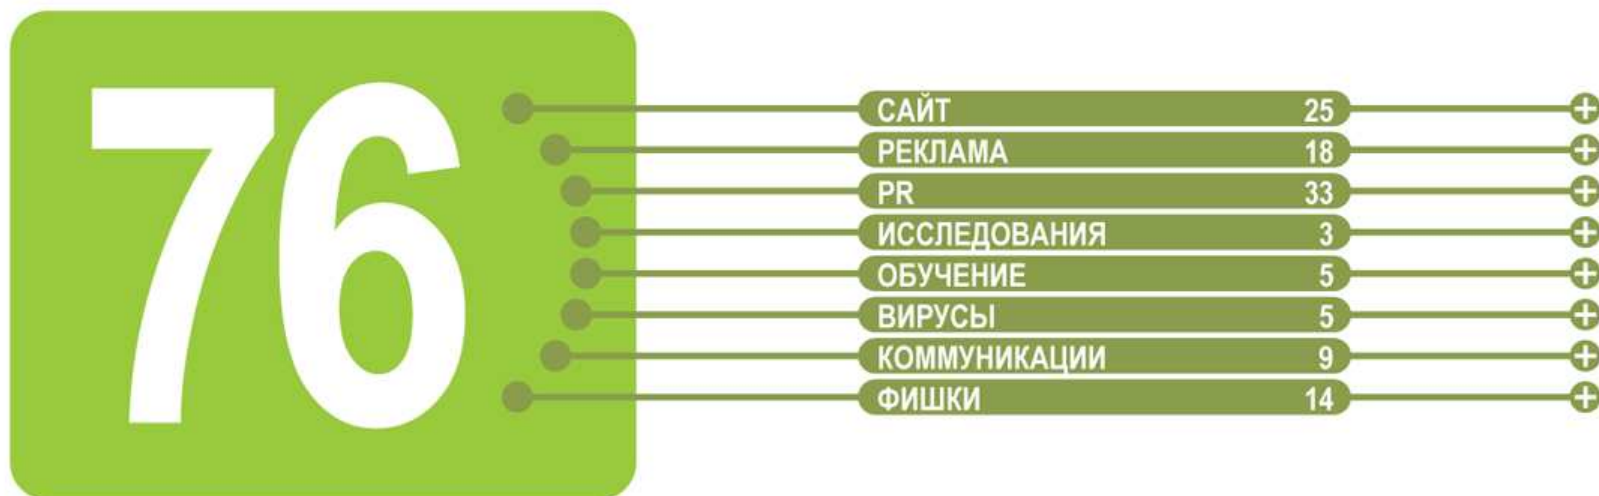 76
САЙТ 25
РЕКЛАМА 18
PR 33
ИССЛЕДОВАНИЯ 3
ОБУЧЕНИЕ 5
ВИРУСЫ 5
КОММУНИКАЦИИ 9
ФИШКИ 14